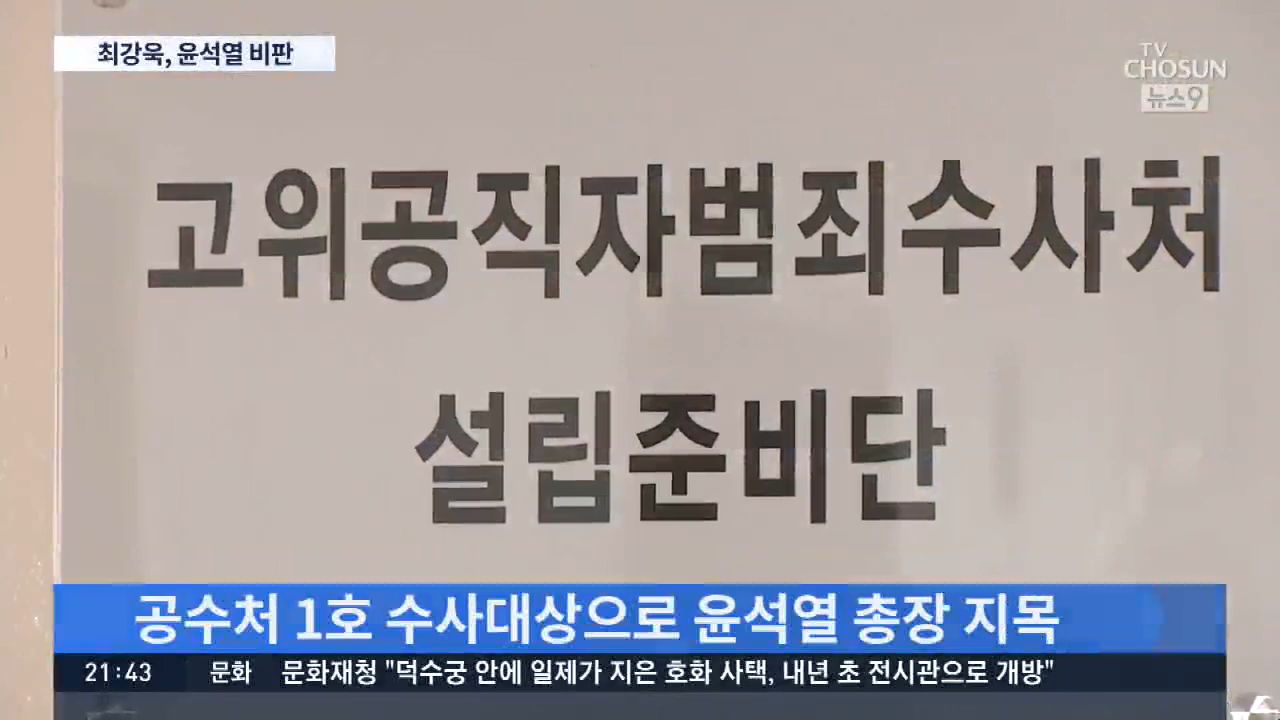 최강욱, 윤석열 비판
TV
CHOSUN
뉴스9
고위공직자범죄수사처
설립준비단
공수처 1호 수사대상으로 윤석열 총장 지목
21:43 문화 문화재청 "덕수궁 안에 일제가 지은 호화 사택, 내년 초 전시관으로 개방"